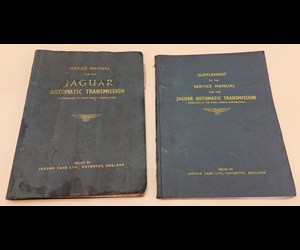 SERVICE MANUAL
FOR THE
JAGUAR
AUTOMATIC TRANSMISSION
ISSUED BY
JAGUAR CARS LTD., COVENTRY, ENGLAND
SUPPLEMENT
TO THE
SERVICE MANUAL
FOR THE
JAGUAR AUTOMATIC TRANSMISSION
ISSUED BY
JAGUAR CARS LTD., COVENTRY, ENGLAND